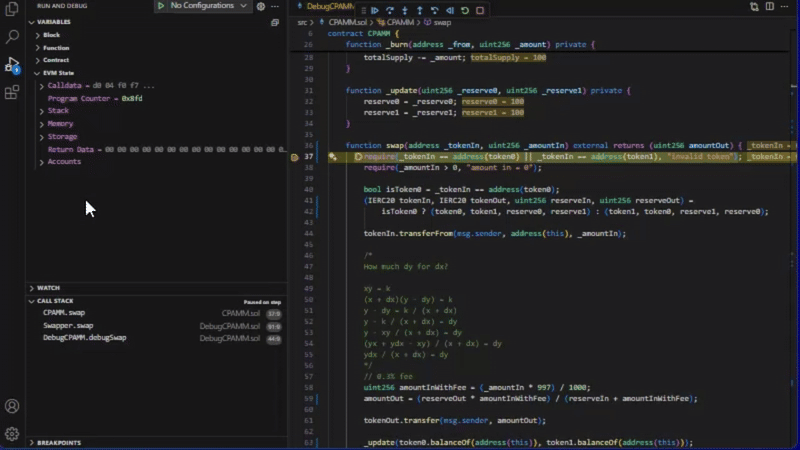 RUN AND DEBUG
No Configurations
VARIABLES
Block
Function
Contract
EVM State
Calldata = d0 04 f0 f7 ...
Program Counter = 0x8fd
Stack
Memory
Storage
Return Data = 00 00 00 00 00 00 00 00 00 00 00 00 00 00
Accounts
WATCH
CALL STACK
Paused on step
CPAMM.swap CPAMM.sol 37:0
Swapper.swap DebugCPAMM.sol 91:0
DebugCPAMM.debugSwap DebugCPAMM.sol 44:0
BREAKPOINTS
DebugCPAMM
src > CPAMM.sol > CPAMM > swap
6 contract CPAMM {
26 function _burn(address _from, uint256 _amount) private {
28 totalSupply -= _amount; totalSupply = 100
29 }
30
31 function _update(uint256 _reserve0, uint256 _reserve1) private {
32 reserve0 = _reserve0; reserve0 = 100
33 reserve1 = _reserve1; reserve1 = 100
34 }
35
36 function swap(address _tokenIn, uint256 _amountIn) external returns (uint256 amountOut) { _tokenIn =
37 require(_tokenIn == address(token0) || _tokenIn == address(token1), "Invalid token"); _tokenIn =
38 require(_amountIn > 0, "amount in = 0");
39
40 bool isToken0 = _tokenIn == address(token0);
41 (IERC20 tokenIn, IERC20 tokenOut, uint256 reserveIn, uint256 reserveOut) =
42 isToken0 ? (token0, token1, reserve0, reserve1) : (token1, token0, reserve1, reserve0);
43
44 tokenIn.transferFrom(msg.sender, address(this), _amountIn);
45
46 /*
47 How much dy for dx?
48
49 xy = k
50 (x + dx)(y - dy) = k
51 y - dy = k / (x + dx)
52 y - k / (x + dx) = dy
53 y - xy / (x + dx) = dy
54 (yx + ydx - xy) / (x + dx) = dy
55 ydx / (x + dx) = dy
56 */
57 // 0.3% fee
58 uint256 amountInWithFee = (_amountIn * 997) / 1000;
59 amountOut = (reserveOut * amountInWithFee) / (reserveIn + amountInWithFee);
60
61 tokenOut.transfer(msg.sender, amountOut);
62
63 _update(token0.balanceOf(address(this)), token1.balanceOf(address(this)));